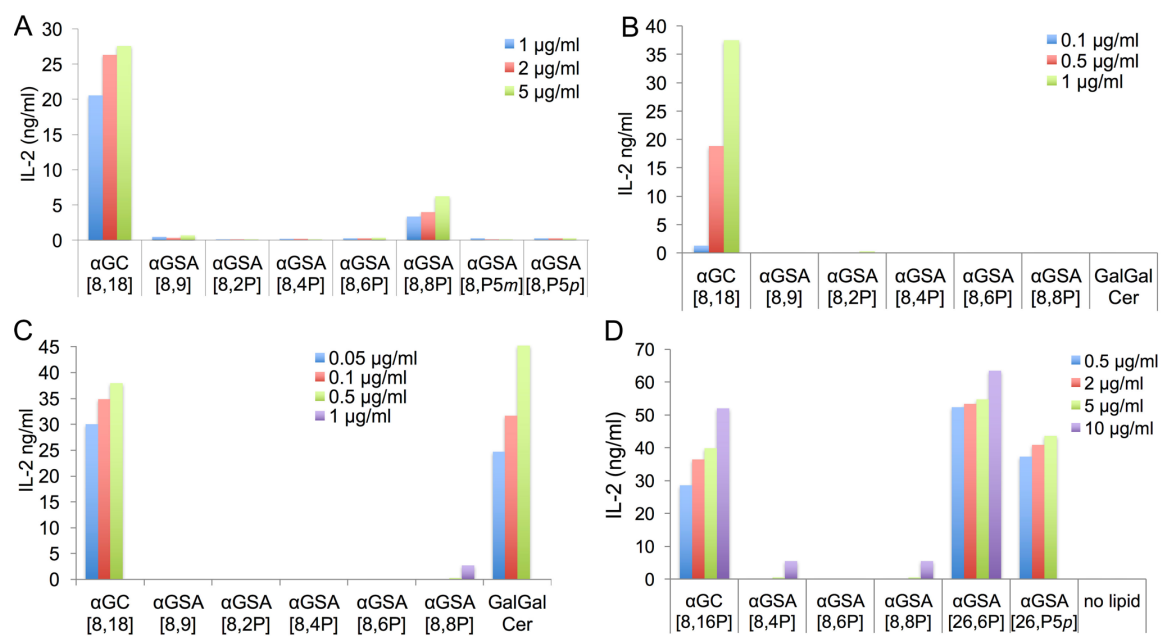 A
IL-2 (ng/ml)
30
25
20
15
10
5
0
1 µg/ml
2 µg/ml
5 µg/ml
αGC αGSA αGSA αGSA αGSA αGSA αGSA αGSA
[8,18] [8,9] [8,2P] [8,4P] [8,6P] [8,8P] [8,P5m] [8,P5p]
B
IL-2 ng/ml
40
35
30
25
20
15
10
5
0
0.1 µg/ml
0.5 µg/ml
1 µg/ml
αGC αGSA αGSA αGSA αGSA αGSA GalGal
[8,18] [8,9] [8,2P] [8,4P] [8,6P] [8,8P] Cer
C
IL-2 ng/ml
45
40
35
30
25
20
15
10
5
0
0.05 µg/ml
0.1 µg/ml
0.5 µg/ml
1 µg/ml
αGC αGSA αGSA αGSA αGSA αGSA GalGal
[8,18] [8,9] [8,2P] [8,4P] [8,6P] [8,8P] Cer
D
IL-2 (ng/ml)
70
60
50
40
30
20
10
0
0.5 µg/ml
2 µg/ml
5 µg/ml
10 µg/ml
αGC αGSA αGSA αGSA αGSA αGSA no lipid
[8,16P] [8,4P] [8,6P] [8,8P] [26,6P] [26,P5p]